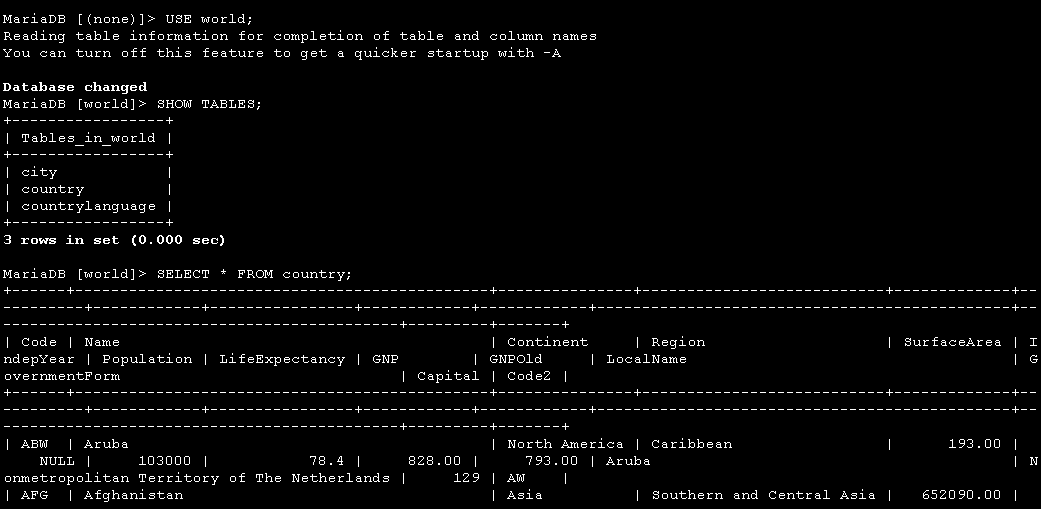 MariaDB [(none)]> USE world;
Reading table information for completion of table and column names
You can turn off this feature to get a quicker startup with -A
Database changed
MariaDB [world]> SHOW TABLES;
+-----------------+
| Tables_in_world |
+-----------------+
| city            |
| country         |
| countrylanguage |
+-----------------+
3 rows in set (0.000 sec)
MariaDB [world]> SELECT * FROM country;
+------+----------------------------------------------+---------------+---------------------------+-------------+--
---------+------------+----------------+------------+------------+----------------------------------------------+--
--------------------------------------------+---------+-------+
| Code | Name                                         | Continent     | Region                    | SurfaceArea | I
ndepYear | Population | LifeExpectancy | GNP        | GNPOld     | LocalName                                    | G
overnmentForm                               | Capital | Code2 |
+------+----------------------------------------------+---------------+---------------------------+-------------+--
---------+------------+----------------+------------+------------+----------------------------------------------+--
--------------------------------------------+---------+-------+
| ABW  | Aruba                                        | North America | Caribbean                 |      193.00 |
    NULL |     103000 |           78.4 |     828.00 |     793.00 | Aruba                                        | N
onmetropolitan Territory of The Netherlands |     129 | AW    |
| AFG  | Afghanistan                                  | Asia          | Southern and Central Asia |   652090.00 |